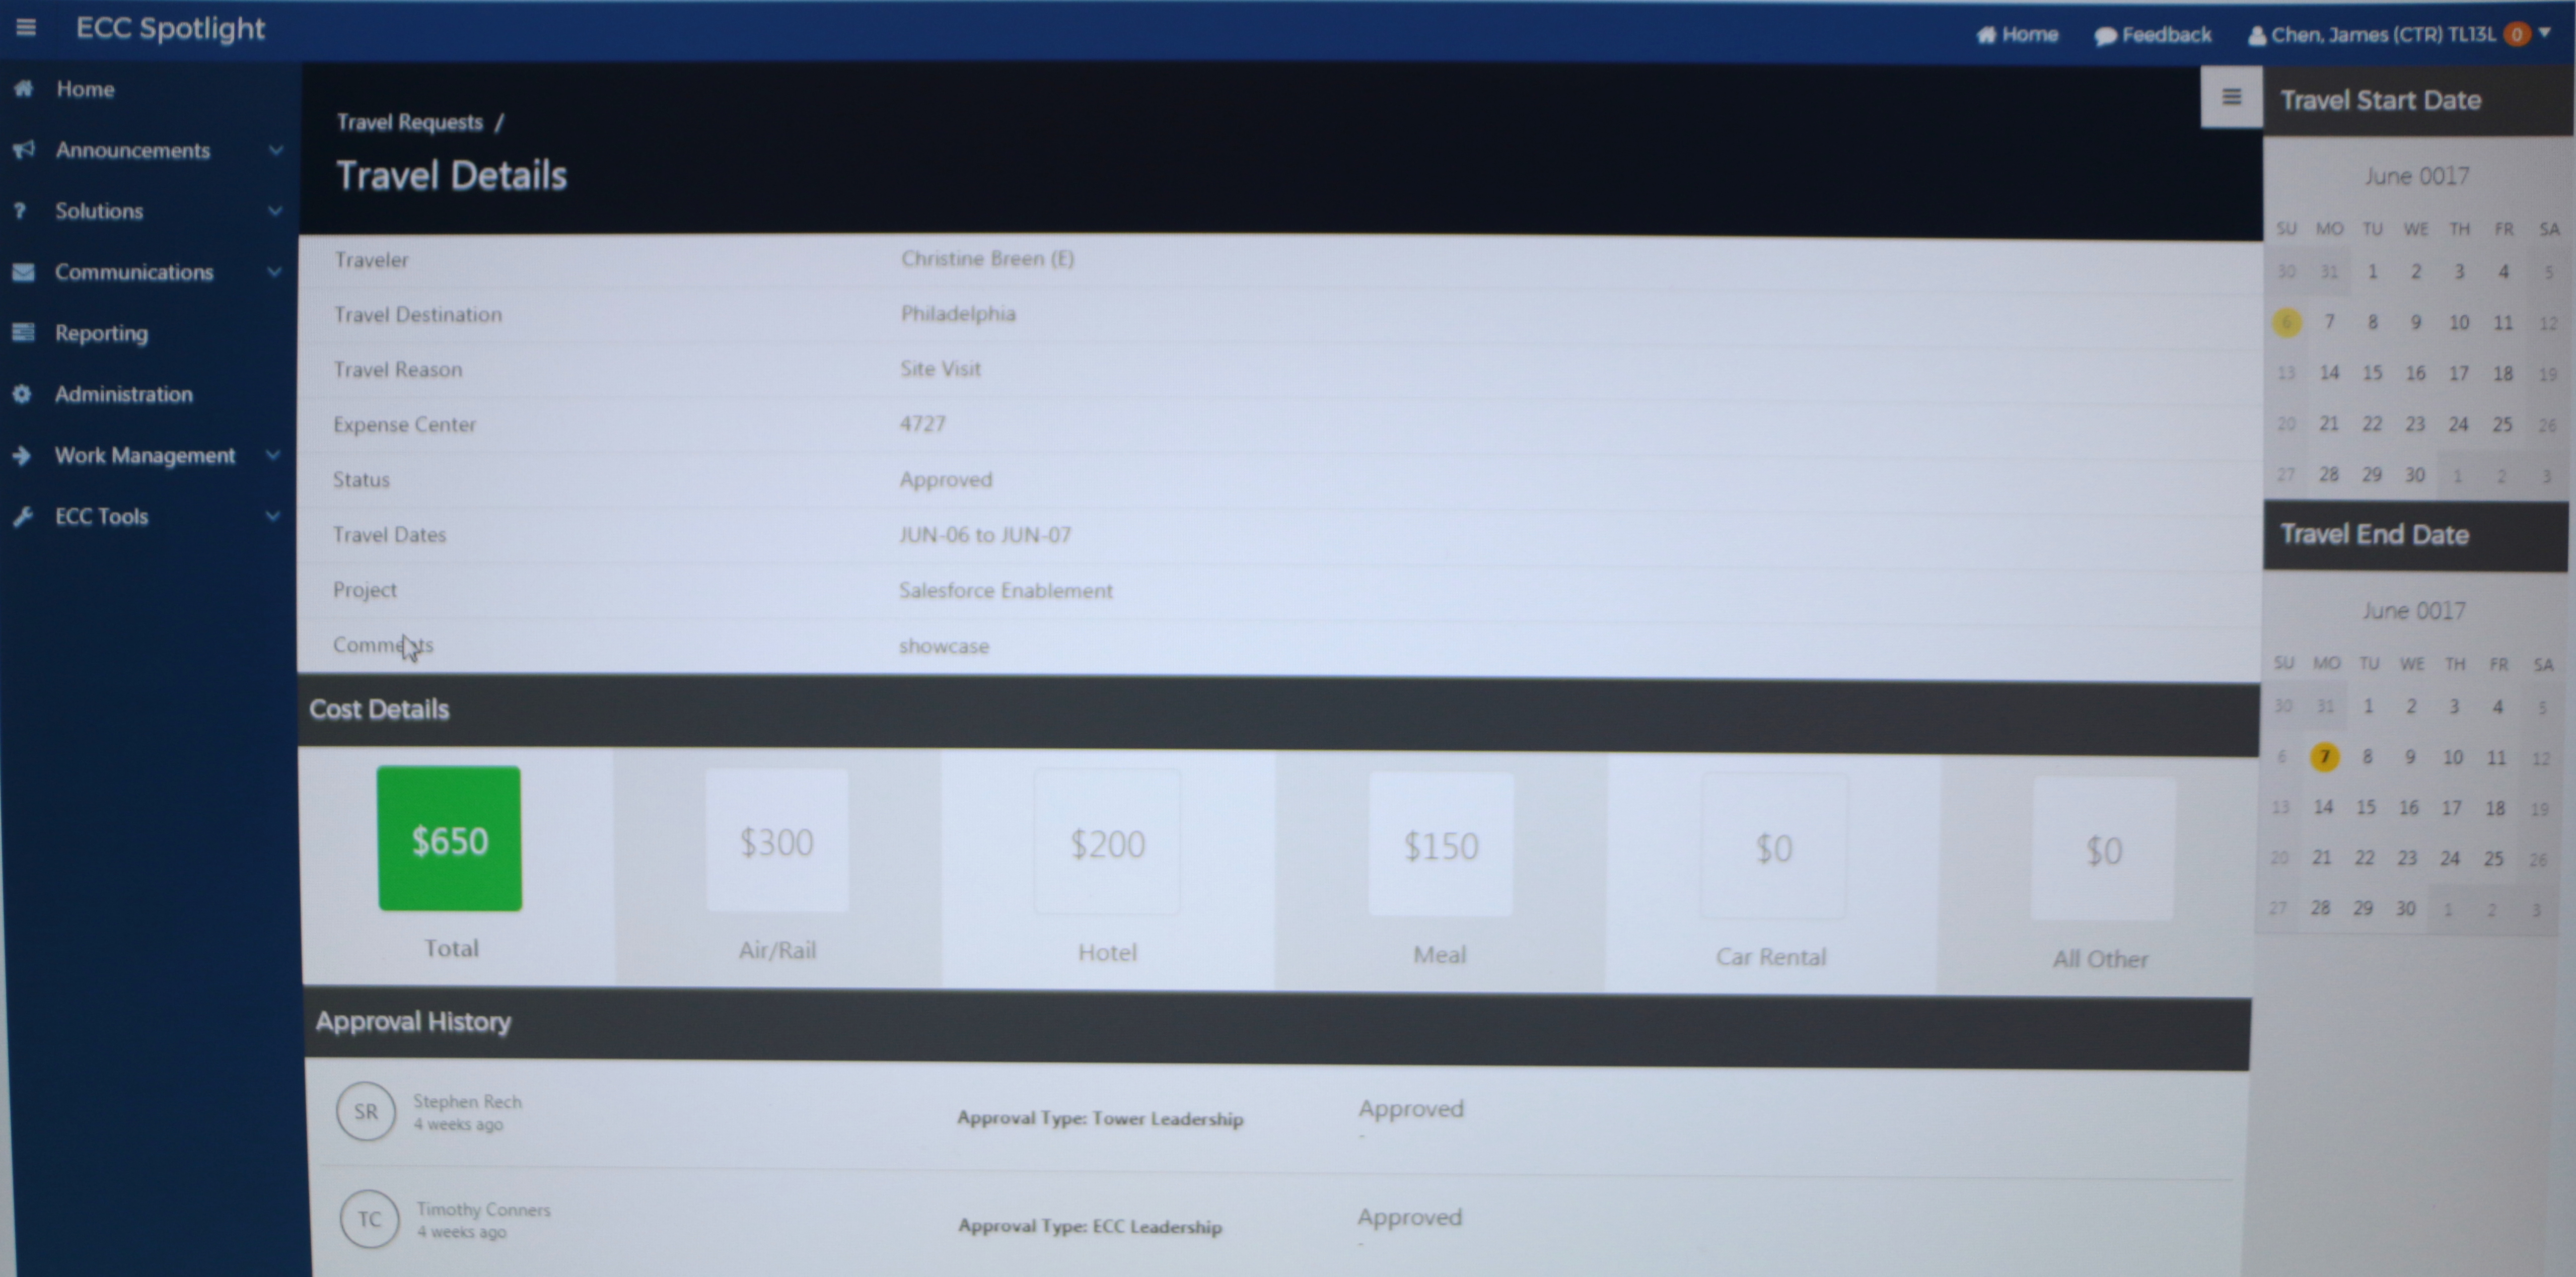 ECC Spotlight
Home
Feedback
Chen, James (CTR) TL13L 0
Home
Announcements
Solutions
Communications
Reporting
Administration
Work Management
ECC Tools
Travel Requests /
Travel Details
Traveler Christine Breen (E)
Travel Destination Philadelphia
Travel Reason Site Visit
Expense Center 4727
Status Approved
Travel Dates JUN-06 to JUN-07
Project Salesforce Enablement
Comments showcase
Cost Details
$650 $300 $200 $150 $0 $0
Total Air/Rail Hotel Meal Car Rental All Other
Approval History
SR Stephen Rech
4 weeks ago
Approval Type: Tower Leadership
Approved
-
TC Timothy Conners
4 weeks ago
Approval Type: ECC Leadership
Approved
-
Travel Start Date
June 0017
SU MO TU WE TH FR SA
30 31 1 2 3 4 5
6 7 8 9 10 11 12
13 14 15 16 17 18 19
20 21 22 23 24 25 26
27 28 29 30 1 2 3
Travel End Date
June 0017
SU MO TU WE TH FR SA
30 31 1 2 3 4 5
6 7 8 9 10 11 12
13 14 15 16 17 18 19
20 21 22 23 24 25 26
27 28 29 30 1 2 3